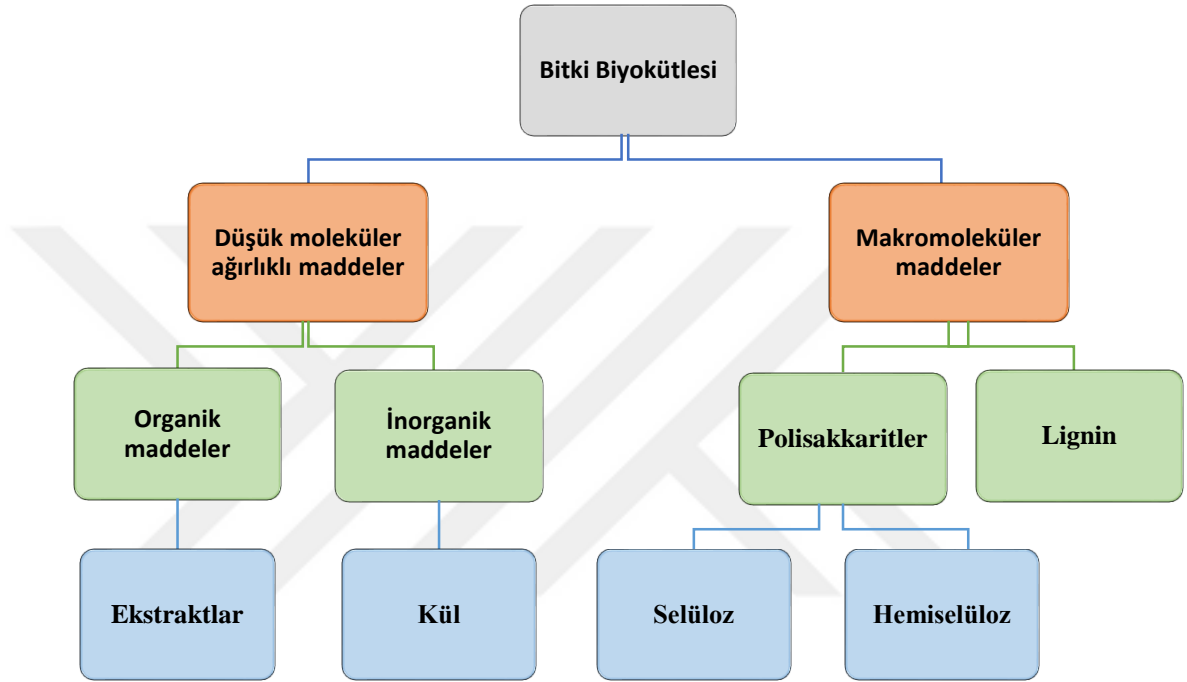 Bitki Biyokütlesi
Düşük moleküler
ağırlıklı maddeler
Makromoleküler
maddeler
Organik
maddeler
İnorganik
maddeler
Polisakkaritler
Lignin
Ekstraktlar
Kül
Selüloz
Hemiselüloz